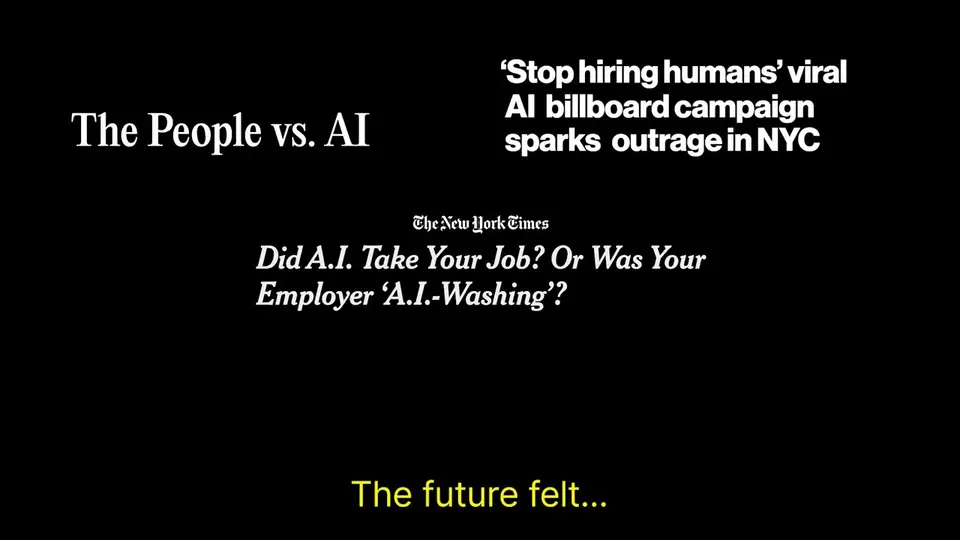 The People vs. AI
‘Stop hiring humans’ viral
AI billboard campaign
sparks outrage in NYC
The New York Times
Did A.I. Take Your Job? Or Was Your
Employer ‘A.I.-Washing’?
The future felt...